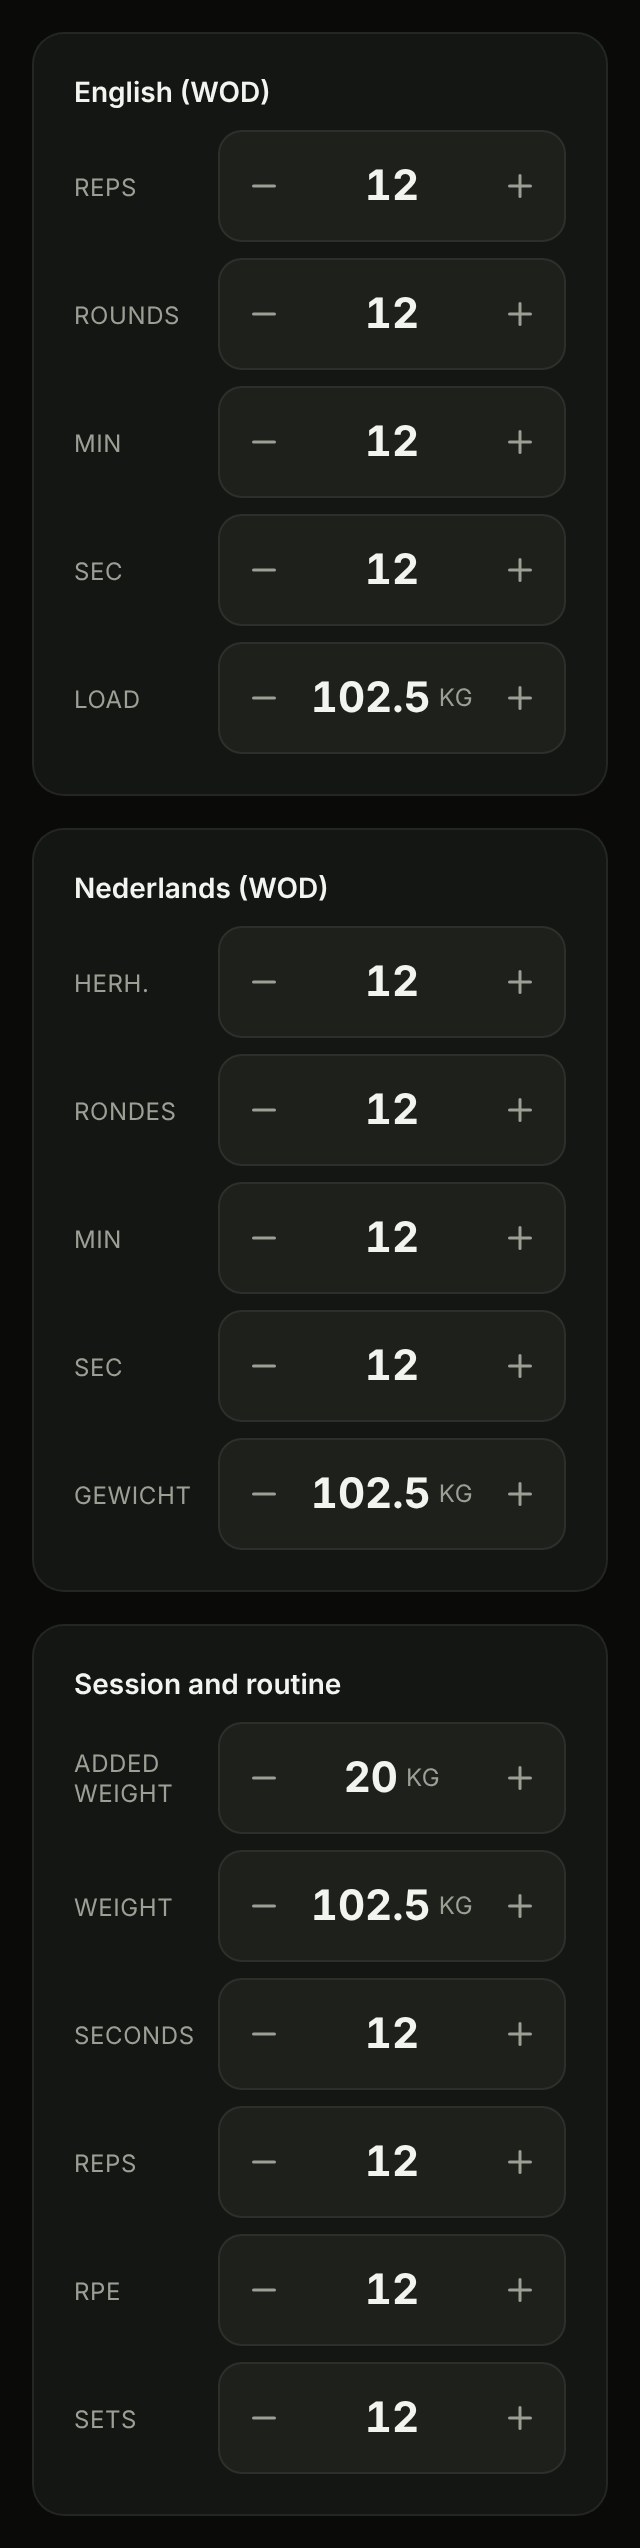 English (WOD)
REPS − 12 +
ROUNDS − 12 +
MIN − 12 +
SEC − 12 +
LOAD − 102.5 KG +
Nederlands (WOD)
HERH. − 12 +
RONDES − 12 +
MIN − 12 +
SEC − 12 +
GEWICHT − 102.5 KG +
Session and routine
ADDED
WEIGHT − 20 KG +
WEIGHT − 102.5 KG +
SECONDS − 12 +
REPS − 12 +
RPE − 12 +
SETS − 12 +